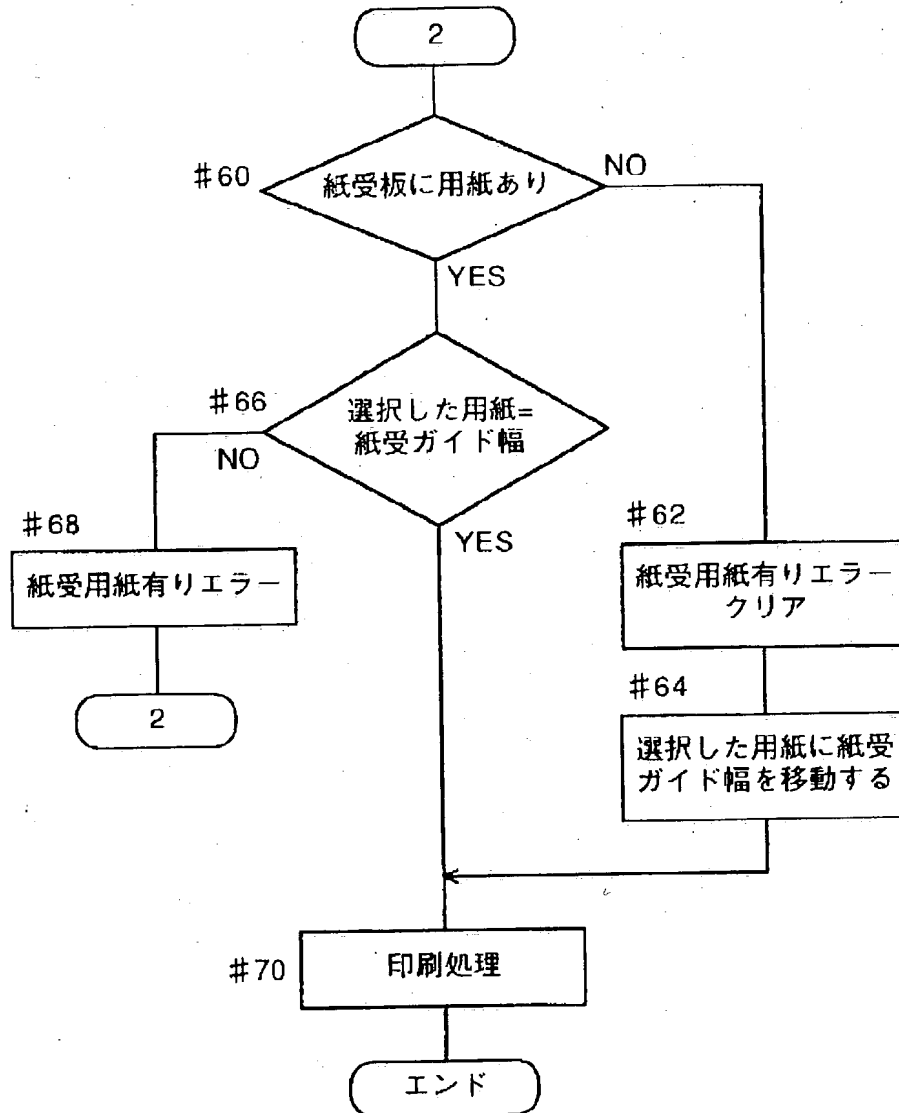 2
#60
紙受板に用紙あり
NO
YES
#66
選択した用紙=
紙受ガイド幅
NO
YES
#68
紙受用紙有りエラー
2
#62
紙受用紙有りエラー
クリア
#64
選択した用紙に紙受
ガイド幅を移動する
#70
印刷処理
エンド